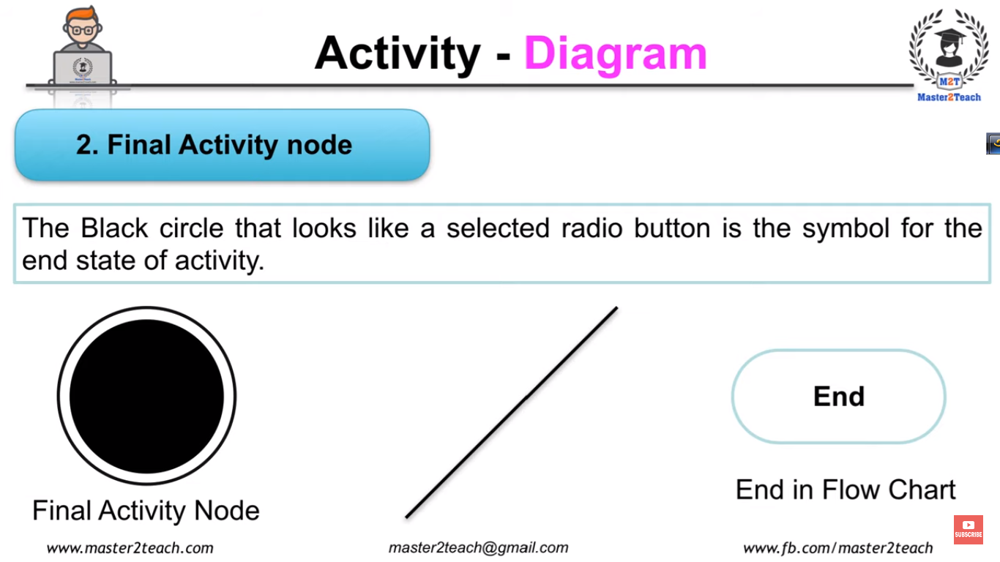 Activity - Diagram
M2T
Master2Teach
2. Final Activity node
The Black circle that looks like a selected radio button is the symbol for the
end state of activity.
End
Final Activity Node
End in Flow Chart
SUBSCRIBE
www.master2teach.com
master2teach@gmail.com
www.fb.com/master2teach